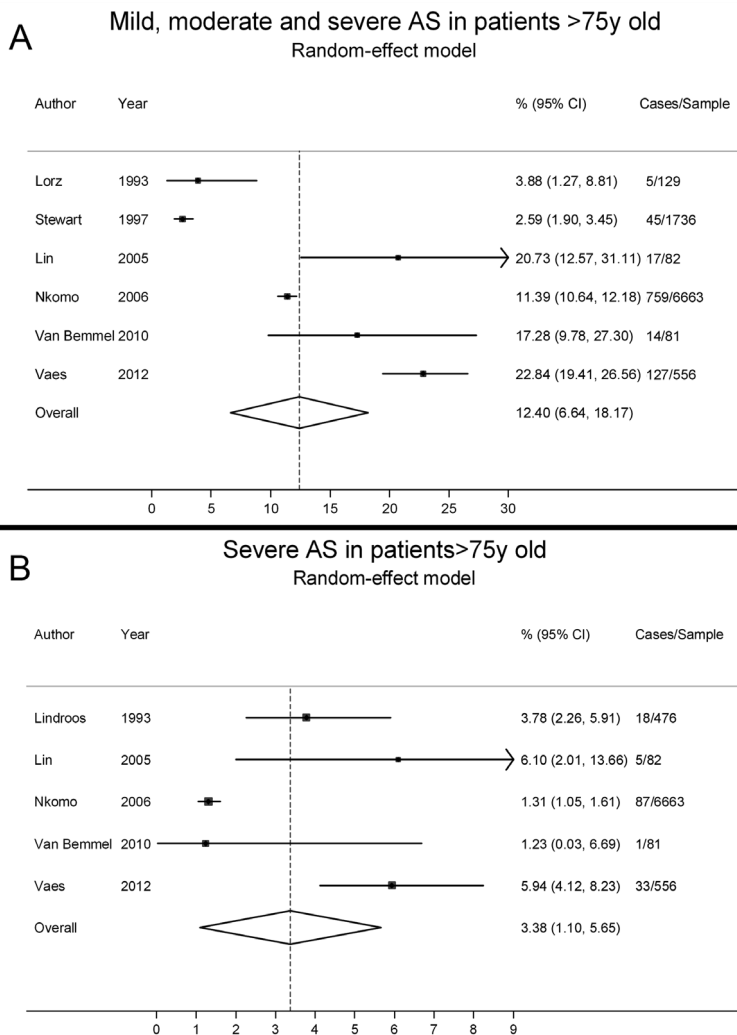 A
Mild, moderate and severe AS in patients >75y old
Random-effect model
Author Year % (95% CI) Cases/Sample
Lorz 1993 3.88 (1.27, 8.81) 5/129
Stewart 1997 2.59 (1.90, 3.45) 45/1736
Lin 2005 20.73 (12.57, 31.11) 17/82
Nkomo 2006 11.39 (10.64, 12.18) 759/6663
Van Bemmel 2010 17.28 (9.78, 27.30) 14/81
Vaes 2012 22.84 (19.41, 26.56) 127/556
Overall 12.40 (6.64, 18.17)
0 5 10 15 20 25 30
B
Severe AS in patients>75y old
Random-effect model
Author Year % (95% CI) Cases/Sample
Lindroos 1993 3.78 (2.26, 5.91) 18/476
Lin 2005 6.10 (2.01, 13.66) 5/82
Nkomo 2006 1.31 (1.05, 1.61) 87/6663
Van Bemmel 2010 1.23 (0.03, 6.69) 1/81
Vaes 2012 5.94 (4.12, 8.23) 33/556
Overall 3.38 (1.10, 5.65)
0 1 2 3 4 5 6 7 8 9